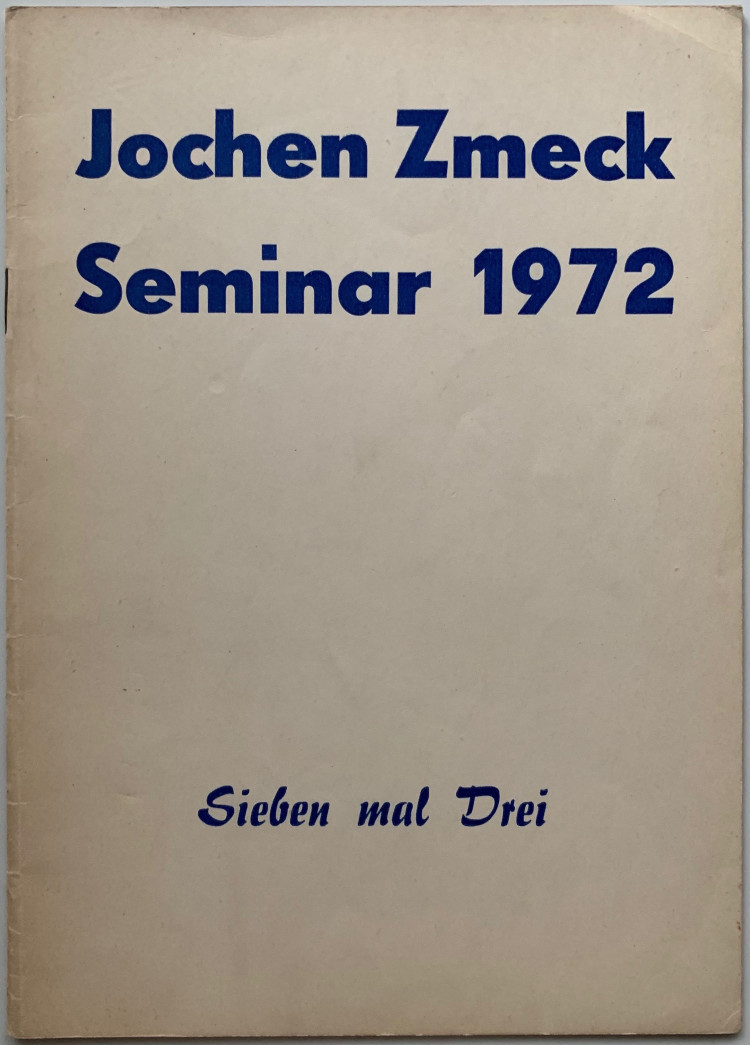 Jochen Zmeck
Seminar 1972
Sieben mal Drei